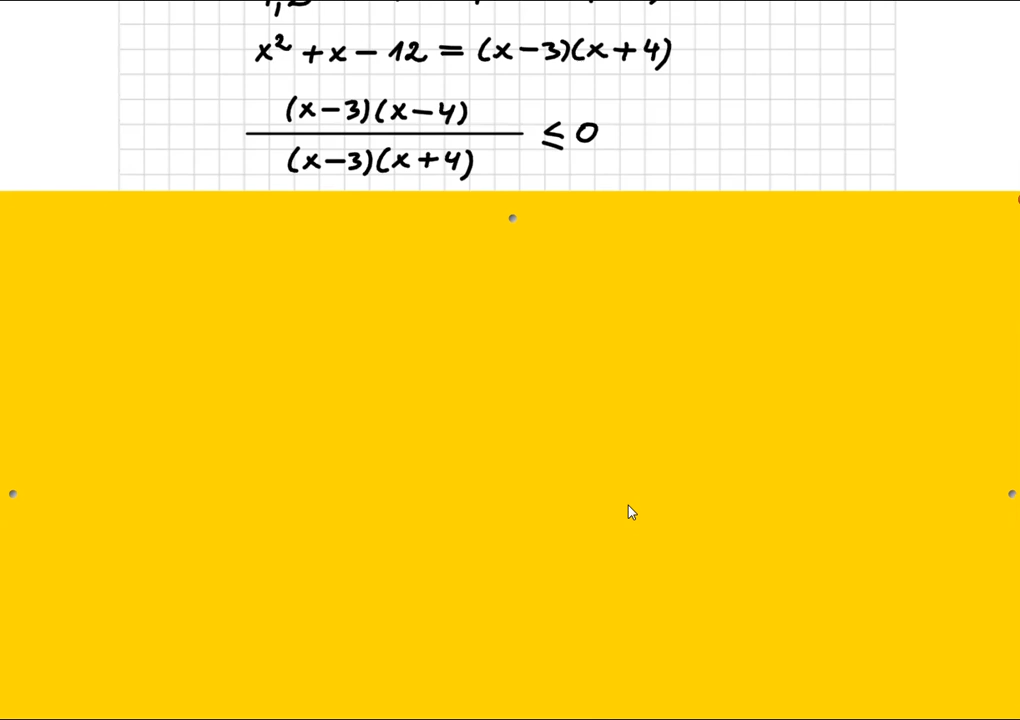 x² + x − 12 = (x−3)(x+4)
(x−3)(x−4)
(x−3)(x+4)
≤ 0